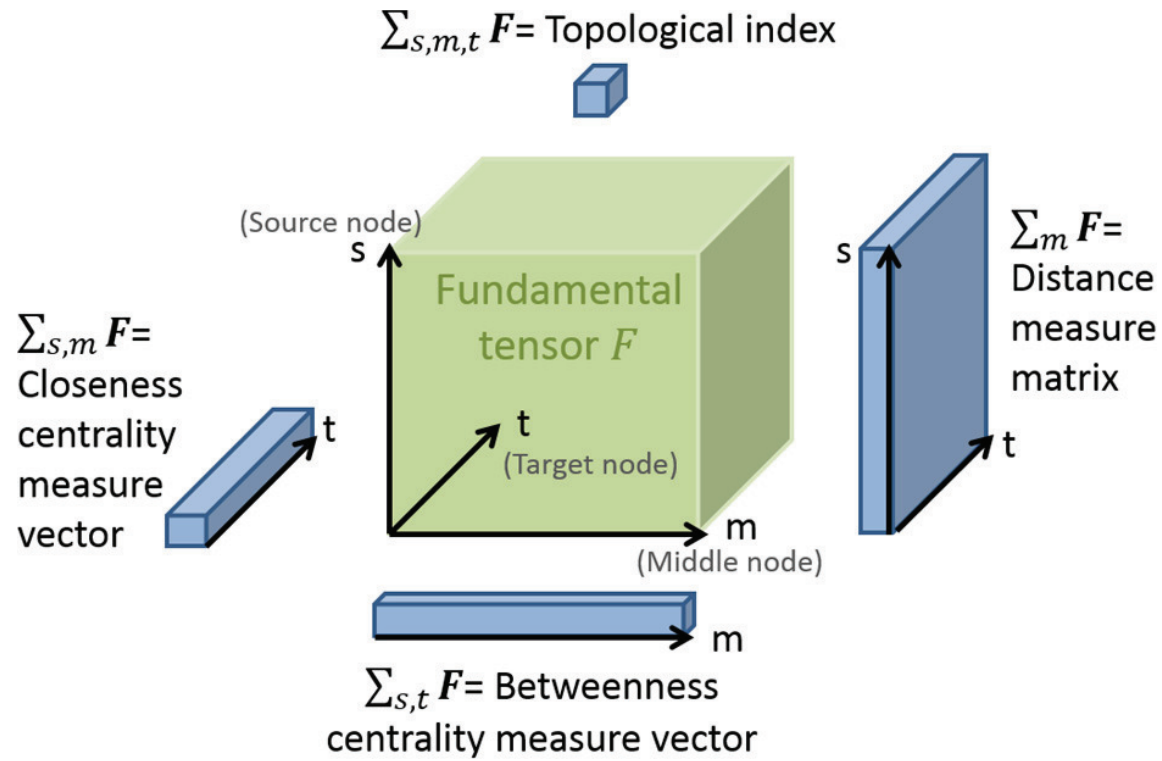 ∑s,m,t F= Topological index
(Source node)
s
Fundamental
tensor F
t
(Target node)
m
(Middle node)
∑s,m F=
Closeness
centrality
measure
vector
t
s
t
∑m F=
Distance
measure
matrix
m
∑s,t F= Betweenness
centrality measure vector